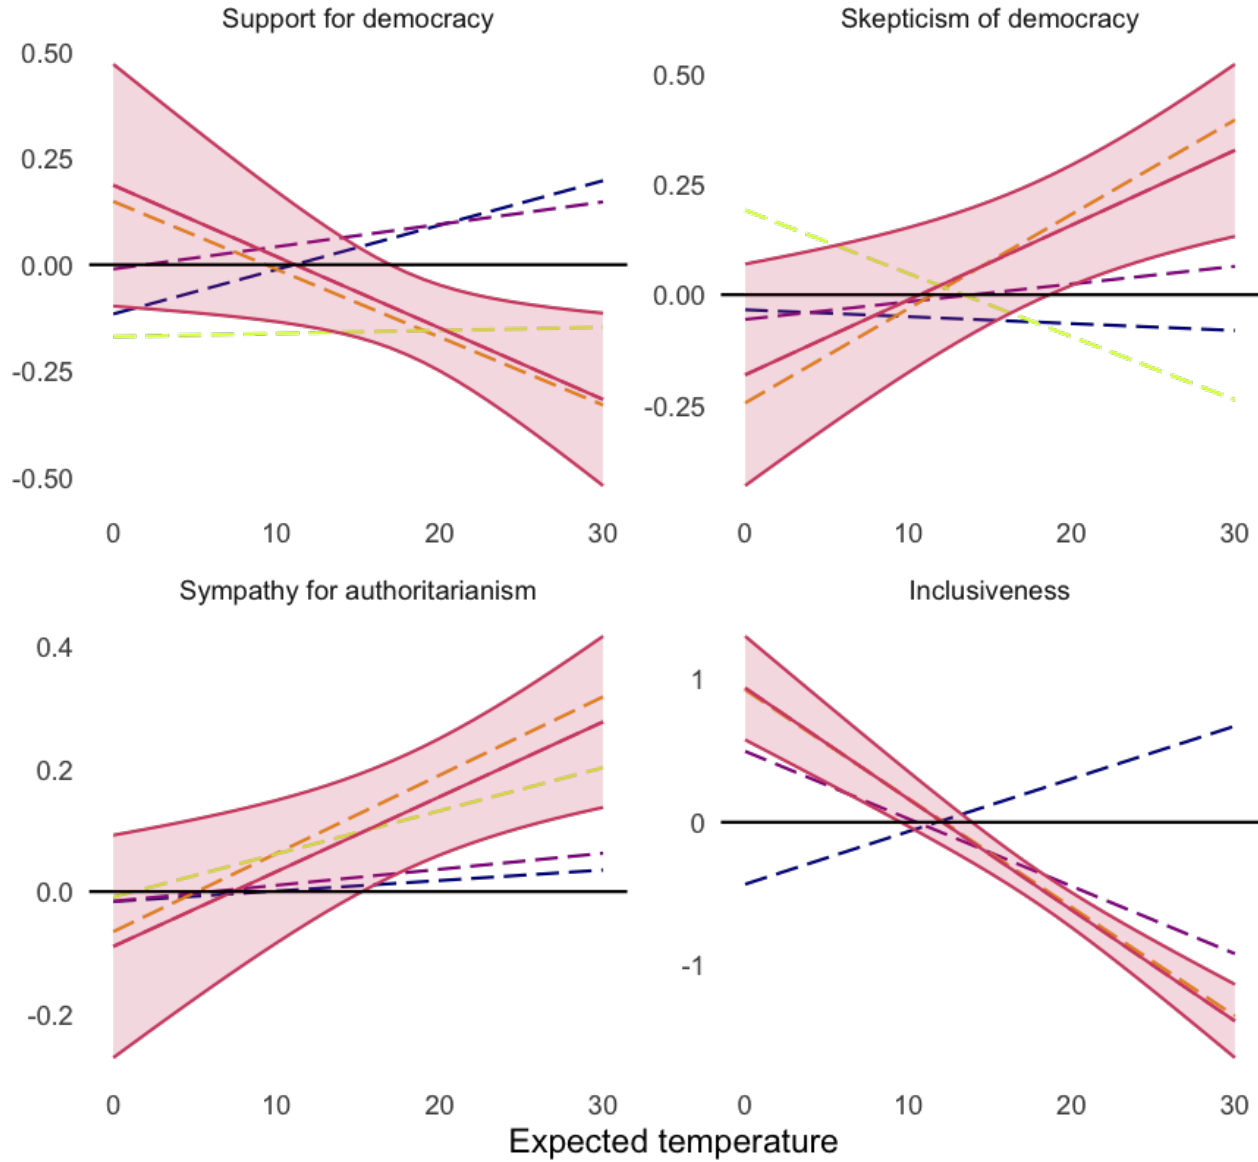 Support for democracy
Skepticism of democracy
0.50
0.25
0.00
-0.25
-0.50
0.50
0.25
0.00
-0.25
0 10 20 30
0 10 20 30
Sympathy for authoritarianism
Inclusiveness
0.4
0.2
0.0
-0.2
1
0
-1
0 10 20 30
0 10 20 30
Expected temperature